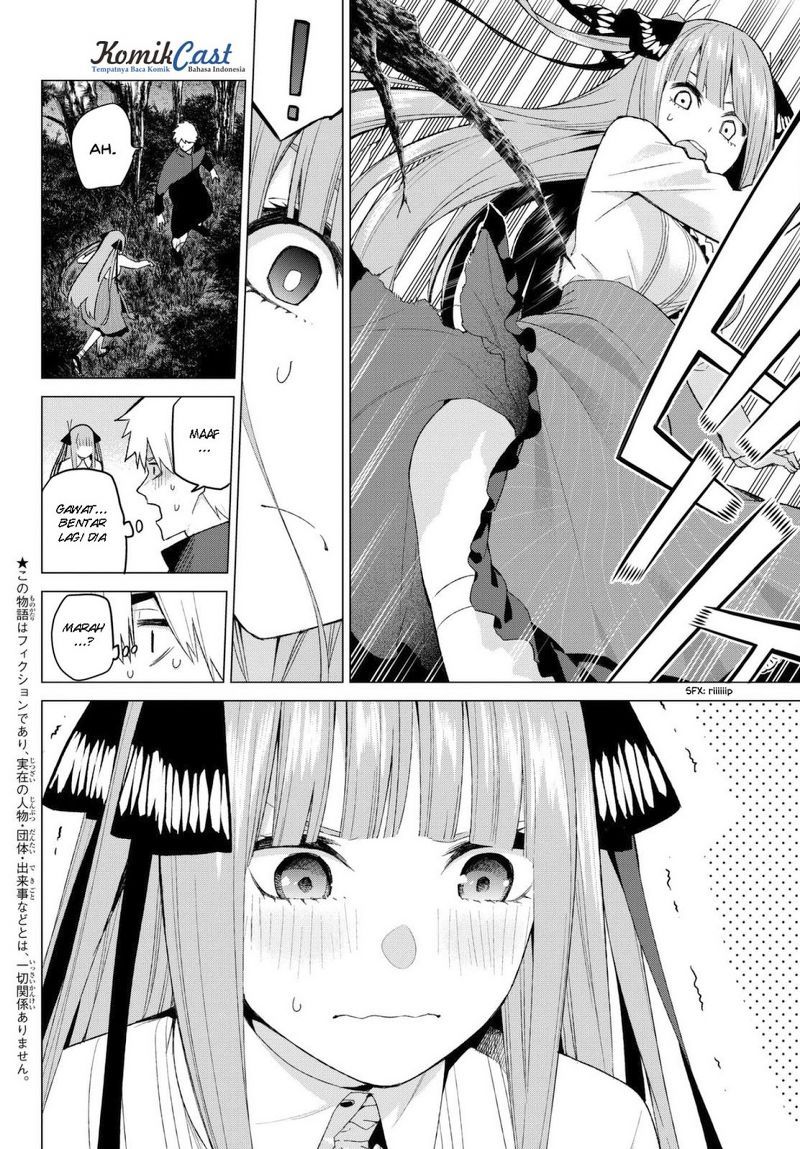 KomikCast
Tempatnya Baca Komik Bahasa Indonesia
!
SFX: riiiiiip
AH..
MAAF
...
GAWAT...
BENTAR
LAGI DIA
MARAH
...?
★この物語はフィクションであり、実在の人物・団体・出来事などとは、一切関係ありません。